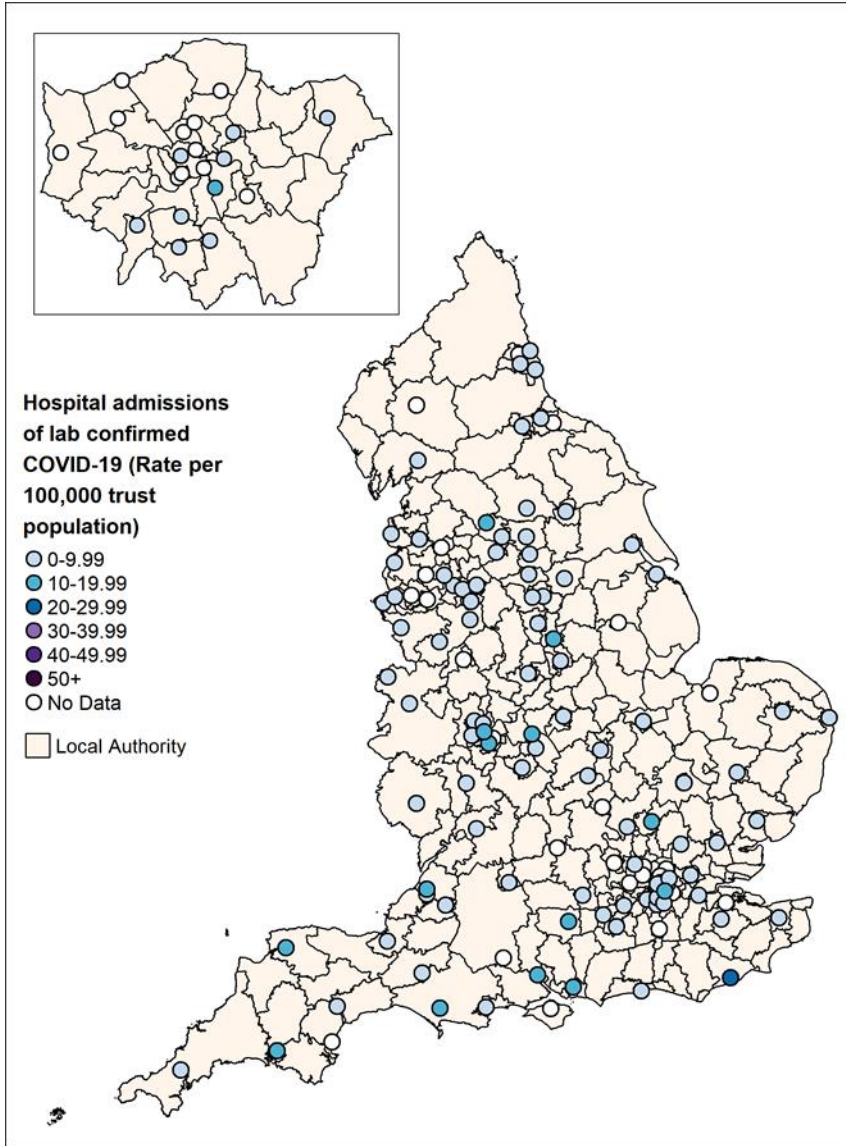 Hospital admissions
of lab confirmed
COVID-19 (Rate per
100,000 trust
population)
0-9.99
10-19.99
20-29.99
30-39.99
40-49.99
50+
No Data
Local Authority